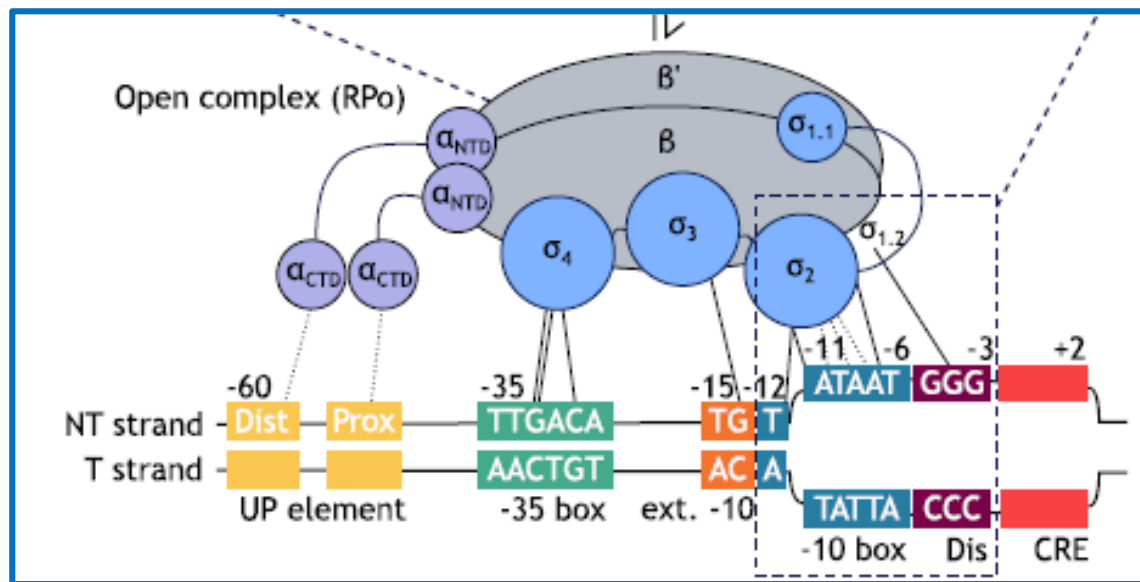 β'
Open complex (RPo)
σ1.1
αNTD
β
αNTD
σ3
σ1.2
σ4
σ2
αCTD αCTD
-11 -6 -3 +2
-60 -35 -15 -12
ATAAT GGG
NT strand Dist Prox TTGACA TG T
T strand AACTGT AC A
UP element -35 box ext. -10
TATTA CCC
-10 box Dis CRE